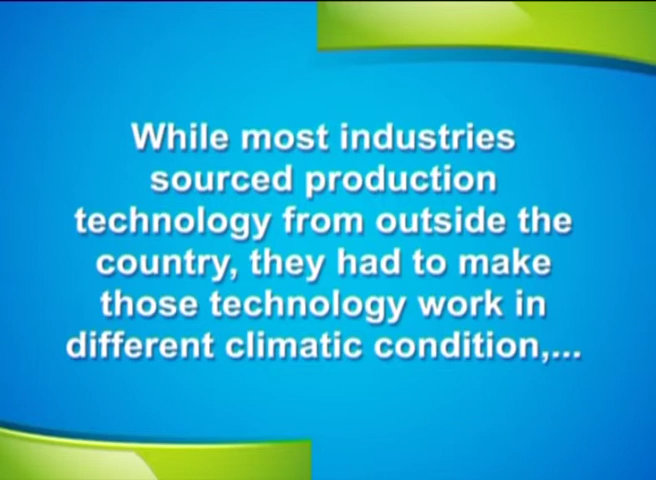 While most industries
sourced production
technology from outside the
country, they had to make
those technology work in
different climatic condition,...